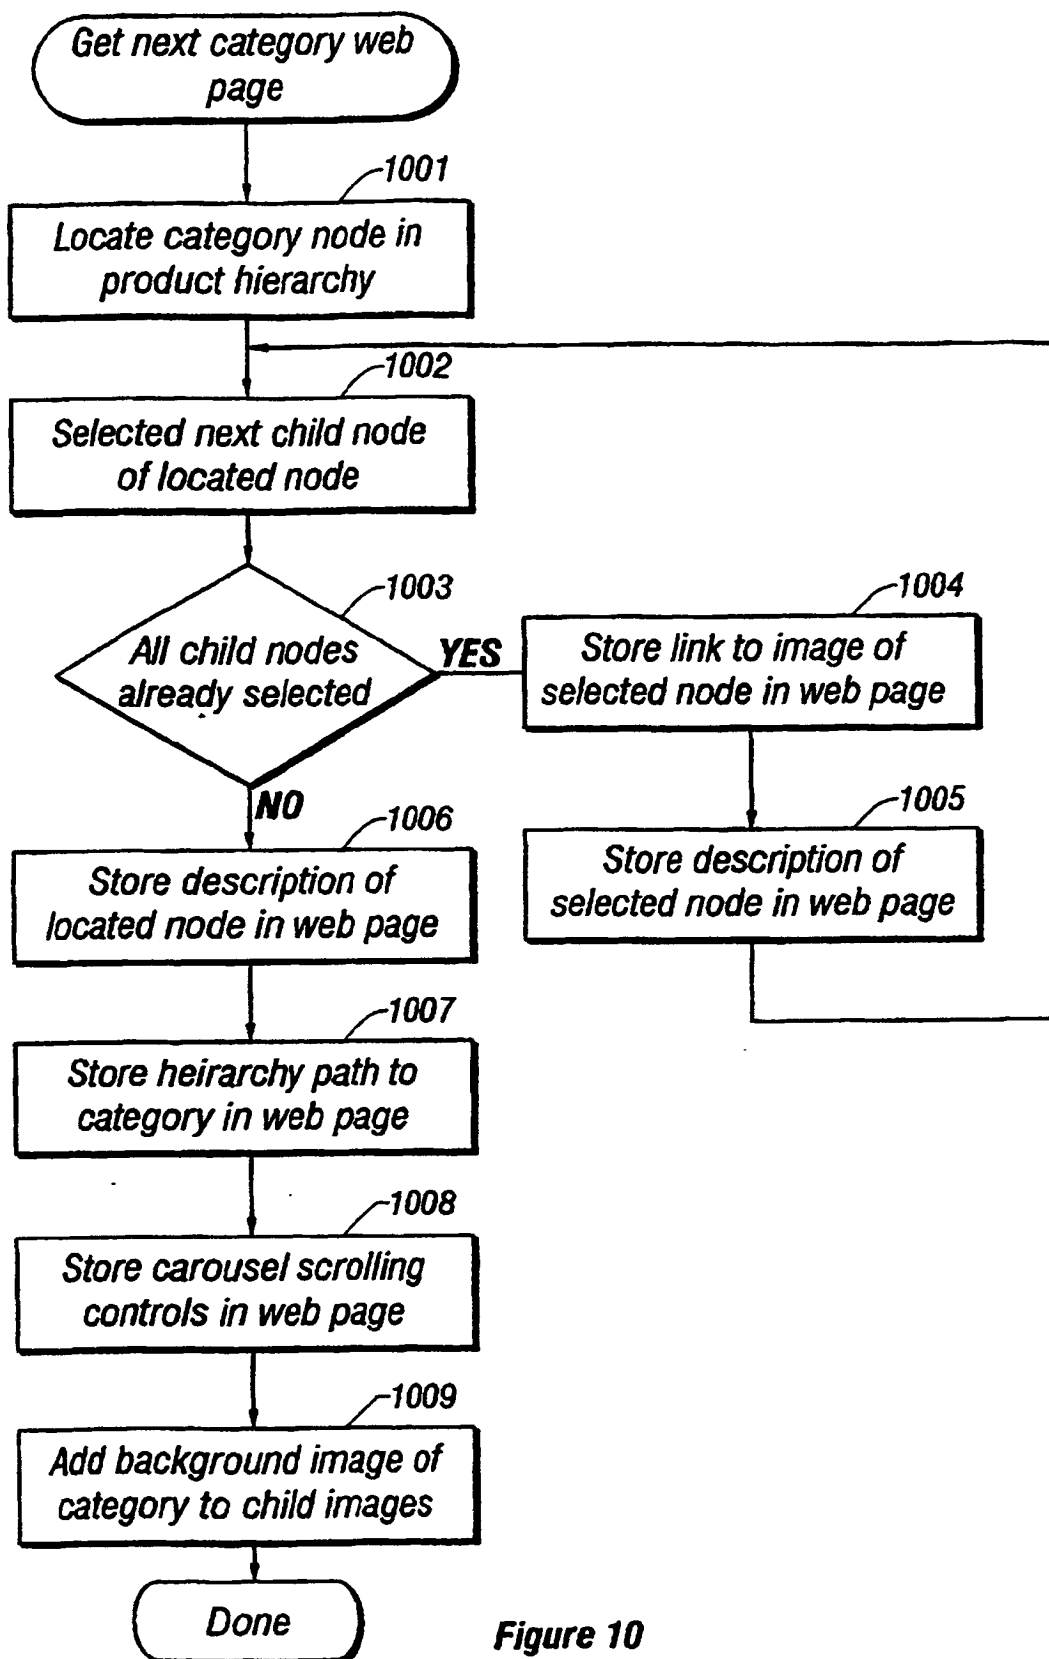 Get next category web
page
1001
Locate category node in
product hierarchy
1002
Selected next child node
of located node
1003
All child nodes
already selected
YES
1004
Store link to image of
selected node in web page
1005
Store description of
selected node in web page
NO
1006
Store description of
located node in web page
1007
Store heirarchy path to
category in web page
1008
Store carousel scrolling
controls in web page
1009
Add background image of
category to child images
Done
Figure 10